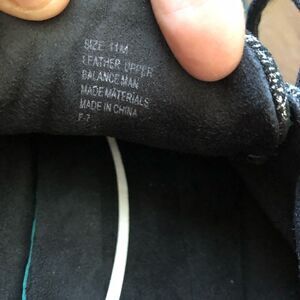 SIZE 11M
LEATHER UPPER
BALANCE MAN
MADE MATERIALS
MADE IN CHINA
F-7